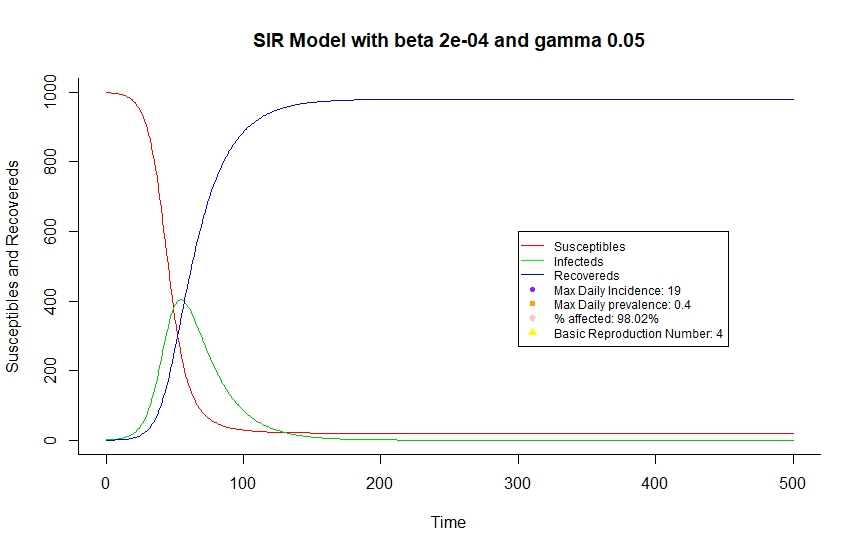 SIR Model with beta 2e-04 and gamma 0.05
Susceptibles and Recovereds
1000
800
600
400
200
0
Susceptibles
Infecteds
Recovereds
Max Daily Incidence: 19
Max Daily prevalence: 0.4
% affected: 98.02%
Basic Reproduction Number: 4
0 100 200 300 400 500
Time